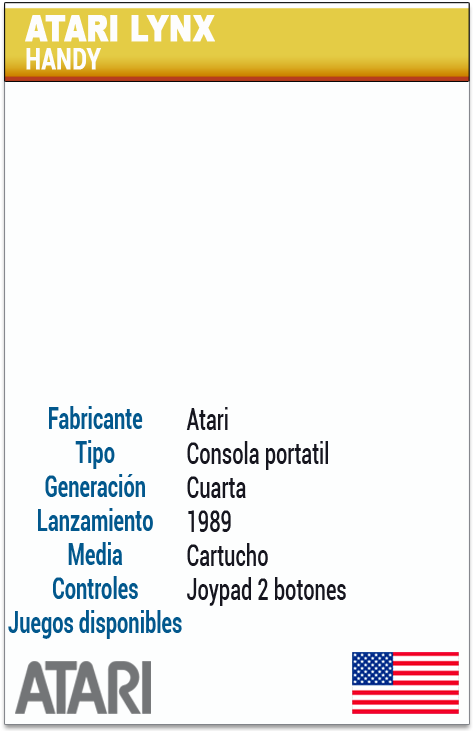 ATARI LYNX
HANDY
Fabricante Atari
Tipo Consola portatil
Generación Cuarta
Lanzamiento 1989
Media Cartucho
Controles Joypad 2 botones
Juegos disponibles
ATARI